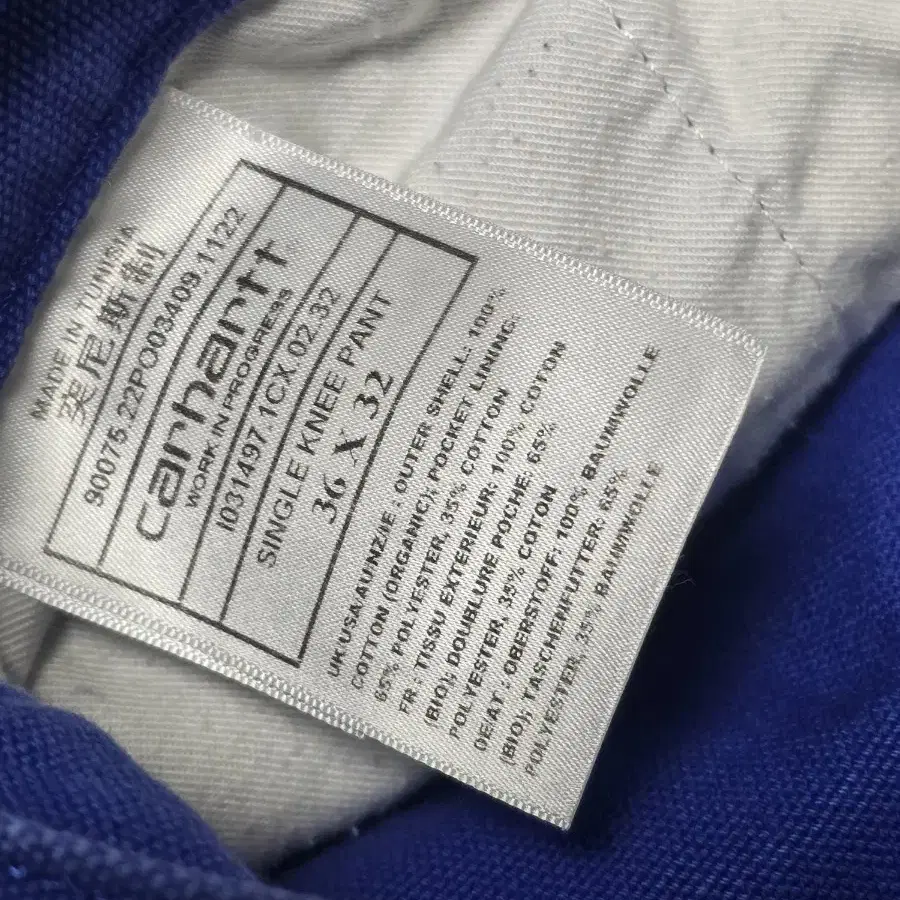 MADE IN TUNISIA
突尼斯制
90075.22PO03409.1122
carhartt
WORK IN PROGRESS
I031497.1CX.02.32
SINGLE KNEE PANT
36 X 32
UK/USA/AU/NZ/IE : OUTER SHELL: 100%
COTTON (ORGANIC); POCKET LINING:
65% POLYESTER, 35% COTTON
FR : TISSU EXTERIEUR: 100% COTON
(BIO); DOUBLURE POCHE: 65%
POLYESTER, 35% COTON
DE/AT : OBERSTOFF: 100% BAUMWOLLE
(BIO); TASCHENFUTTER: 65%
POLYESTER, 35% BAUMWOLLE